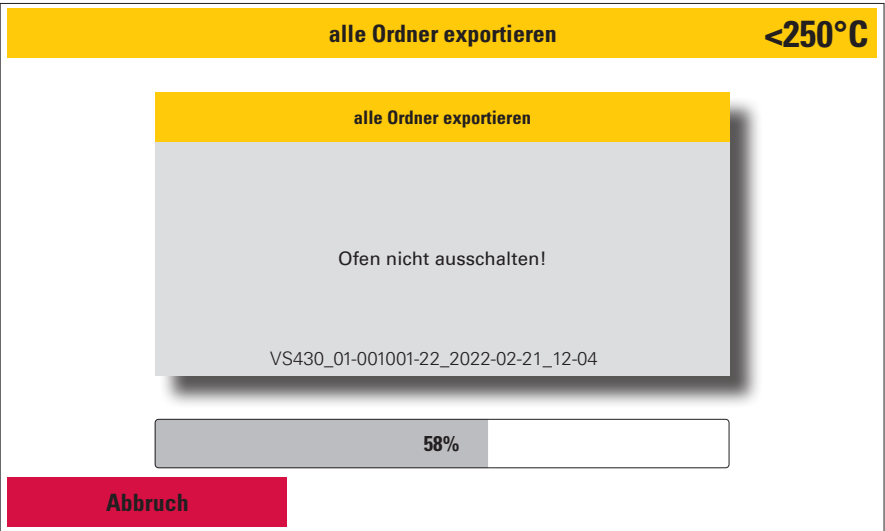 alle Ordner exportieren <250°C
alle Ordner exportieren
Ofen nicht ausschalten!
VS430_01-001001-22_2022-02-21_12-04
58%
Abbruch